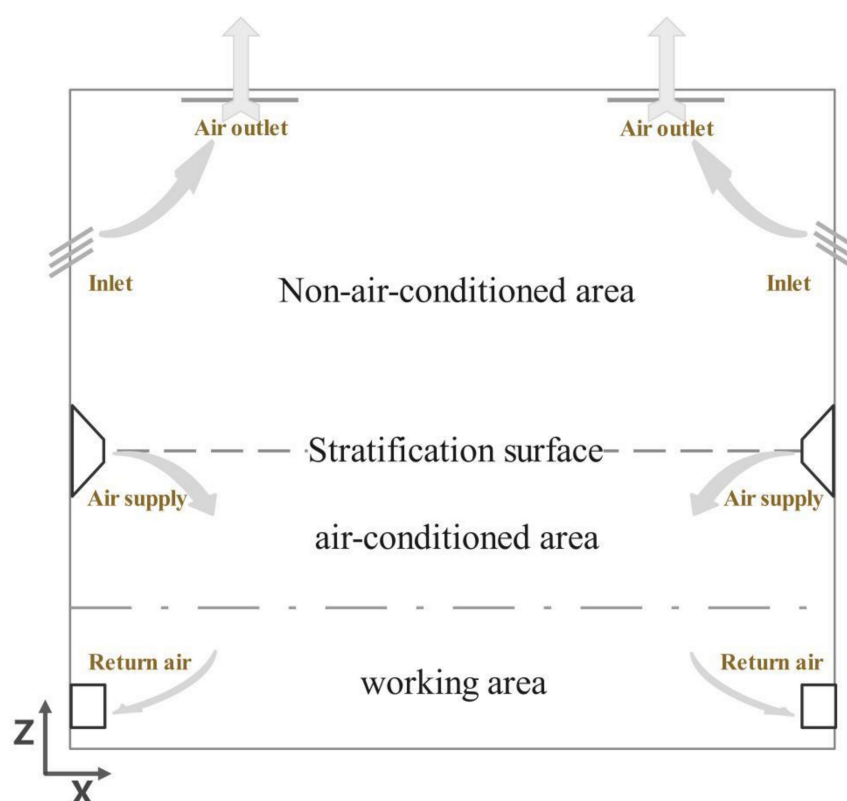 Air outlet
Air outlet
Inlet
Inlet
Non-air-conditioned area
Stratification surface
Air supply
Air supply
air-conditioned area
Return air
Return air
working area
Z
X